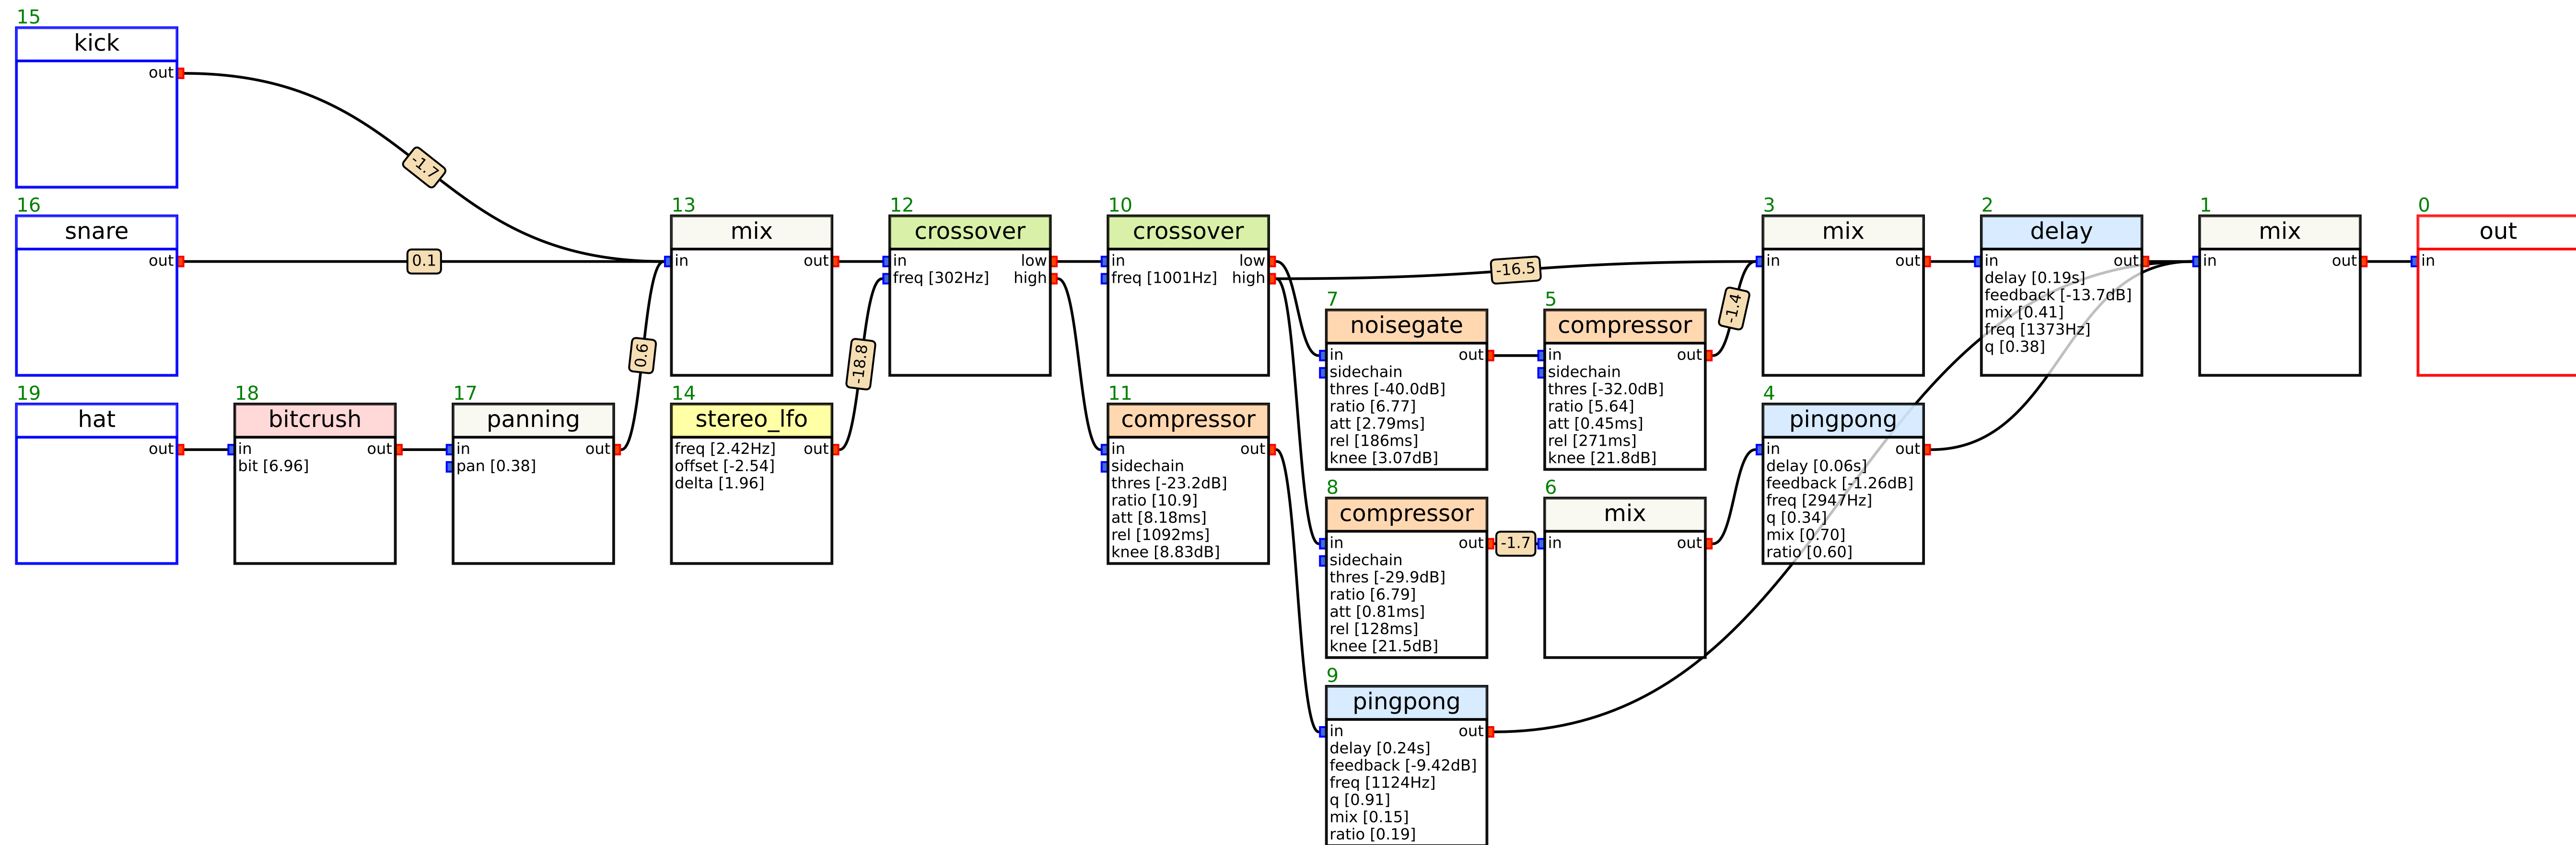 15
kick
out
-1.7
16
snare
out
0.1
19
hat
out
18
bitcrush
in out
bit [6.96]
17
panning
in out
pan [0.38]
0.6
13
mix
in out
14
stereo_lfo
freq [2.42Hz] out
offset [-2.54]
delta [1.96]
-18.8
12
crossover
in low
freq [302Hz] high
10
crossover
in low
freq [1001Hz] high
11
compressor
in out
sidechain
thres [-23.2dB]
ratio [10.9]
att [8.18ms]
rel [1092ms]
knee [8.83dB]
-16.5
7
noisegate
in out
sidechain
thres [-40.0dB]
ratio [6.77]
att [2.79ms]
rel [186ms]
knee [3.07dB]
5
compressor
in out
sidechain
thres [-32.0dB]
ratio [5.64]
att [0.45ms]
rel [271ms]
knee [21.8dB]
-1.4
8
compressor
in out
sidechain
thres [-29.9dB]
ratio [6.79]
att [0.81ms]
rel [128ms]
knee [21.5dB]
-1.7
6
mix
in out
9
pingpong
in out
delay [0.24s]
feedback [-9.42dB]
freq [1124Hz]
q [0.91]
mix [0.15]
ratio [0.19]
3
mix
in out
4
pingpong
in out
delay [0.06s]
feedback [-1.26dB]
freq [2947Hz]
q [0.34]
mix [0.70]
ratio [0.60]
2
delay
in out
delay [0.19s]
feedback [-13.7dB]
mix [0.41]
freq [1373Hz]
q [0.38]
1
mix
in out
0
out
in